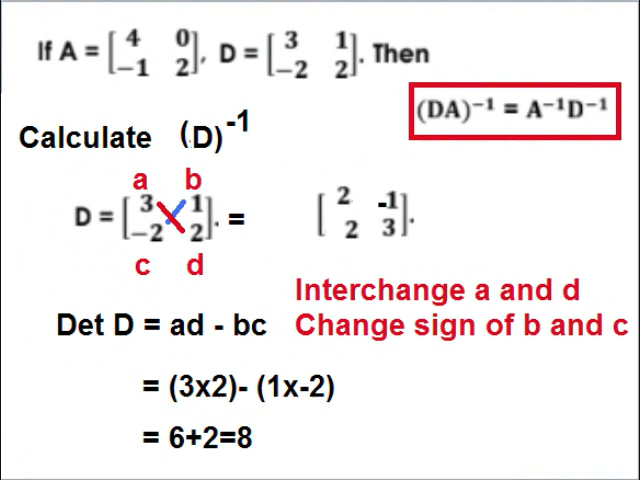 If A = [4 0 −1 2], D = [3 1 −2 2]. Then
(DA)⁻¹ = A⁻¹D⁻¹
Calculate (D)⁻¹
a b
D = [3 1 −2 2]. = [2 -1 2 3].
c d
Interchange a and d
Det D = ad - bc Change sign of b and c
= (3x2)- (1x-2)
= 6+2=8